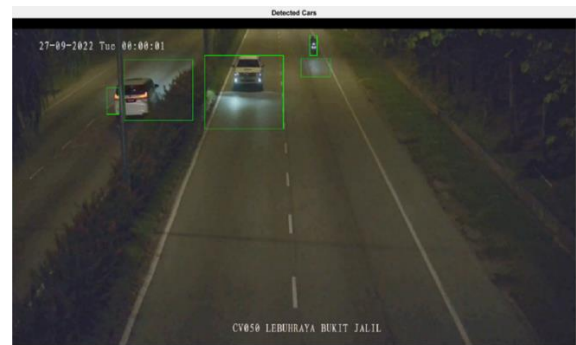 Detected Cars
27-09-2022 Tue 00:00:01
CV050 LEBUHRAYA BUKIT JALIL